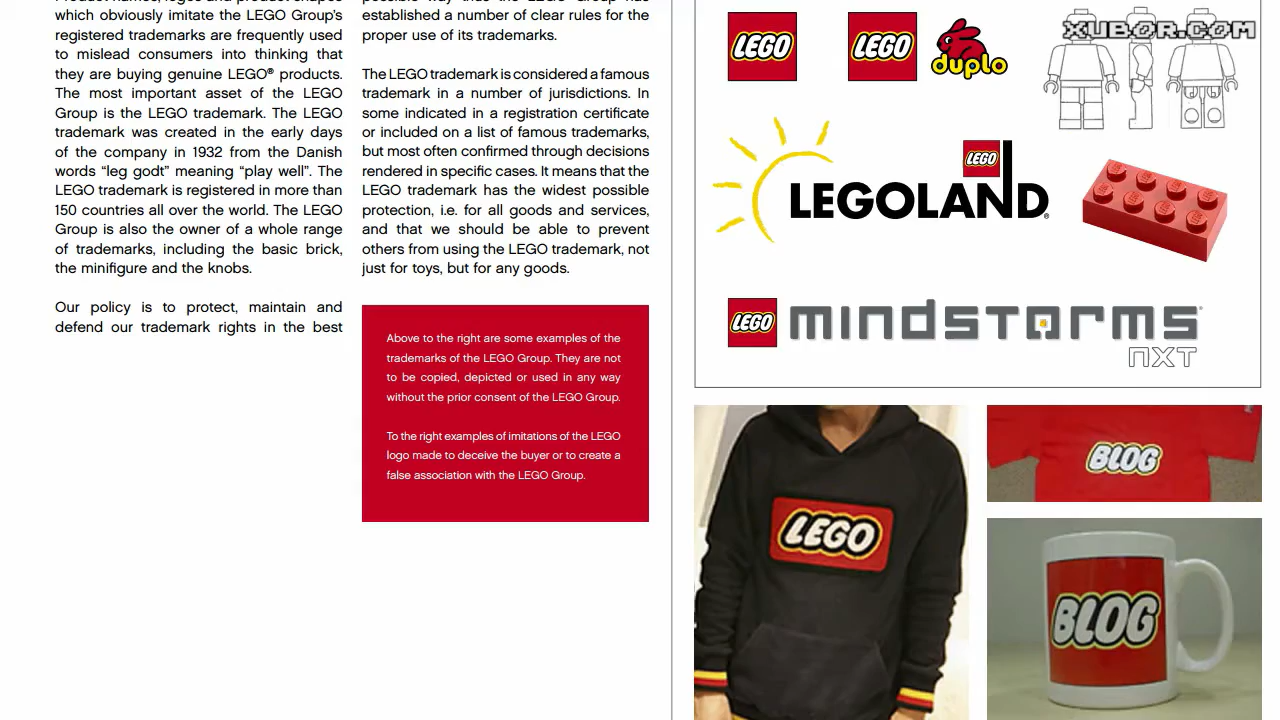 Product names, logos and product shapes
which obviously imitate the LEGO Group's
registered trademarks are frequently used
to mislead consumers into thinking that
they are buying genuine LEGO® products.
The most important asset of the LEGO
Group is the LEGO trademark. The LEGO
trademark was created in the early days
of the company in 1932 from the Danish
words “leg godt” meaning “play well”. The
LEGO trademark is registered in more than
150 countries all over the world. The LEGO
Group is also the owner of a whole range
of trademarks, including the basic brick,
the minifigure and the knobs.
Our policy is to protect, maintain and
defend our trademark rights in the best
possible way thus the LEGO Group has
established a number of clear rules for the
proper use of its trademarks.
The LEGO trademark is considered a famous
trademark in a number of jurisdictions. In
some indicated in a registration certificate
or included on a list of famous trademarks,
but most often confirmed through decisions
rendered in specific cases. It means that the
LEGO trademark has the widest possible
protection, i.e. for all goods and services,
and that we should be able to prevent
others from using the LEGO trademark, not
just for toys, but for any goods.
Above to the right are some examples of the
trademarks of the LEGO Group. They are not
to be copied, depicted or used in any way
without the prior consent of the LEGO Group.
To the right examples of imitations of the LEGO
logo made to deceive the buyer or to create a
false association with the LEGO Group.
LEGO
LEGO
duplo
XUBOR.COM
LEGO
LEGOLAND®
LEGO
mindstorms
NXT
LEGO
BLOG
BLOG